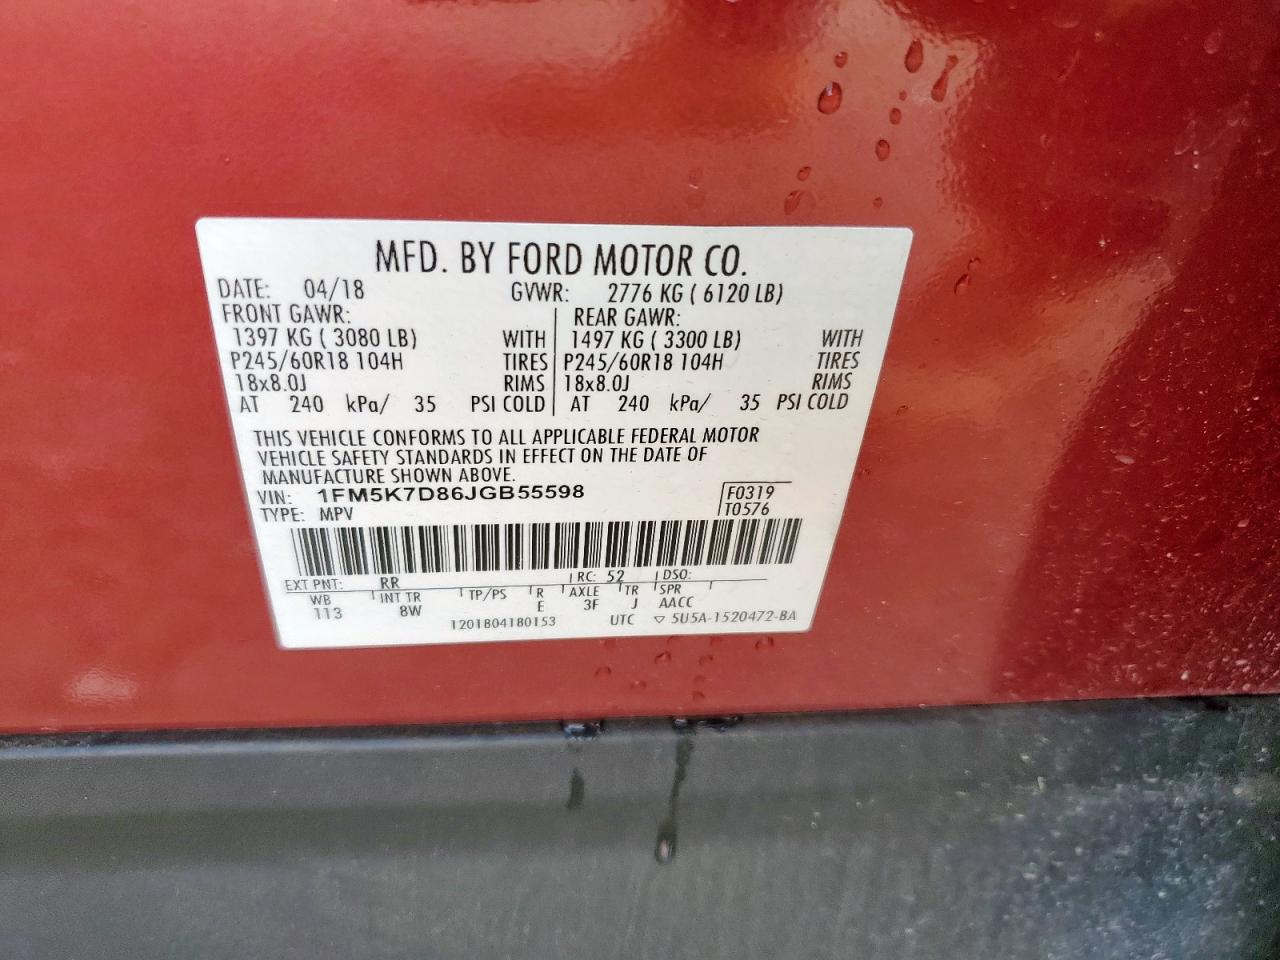 MFD. BY FORD MOTOR CO.
DATE: 04/18 GVWR: 2776 KG ( 6120 LB)
FRONT GAWR: REAR GAWR:
1397 KG ( 3080 LB) WITH 1497 KG ( 3300 LB) WITH
P245/60R18 104H TIRES P245/60R18 104H TIRES
18x8.0J RIMS 18x8.0J RIMS
AT 240 kPa/ 35 PSI COLD AT 240 kPa/ 35 PSI COLD
THIS VEHICLE CONFORMS TO ALL APPLICABLE FEDERAL MOTOR
VEHICLE SAFETY STANDARDS IN EFFECT ON THE DATE OF
MANUFACTURE SHOWN ABOVE.
VIN: 1FM5K7D86JGB55598 F0319
TYPE: MPV T0576
EXT PNT: RR RC: 52 DSO:
WB INT TR TP/PS R AXLE TR SPR
113 8W E 3F J AACC
1201804180153 UTC ▽ 5U5A-1520472-BA